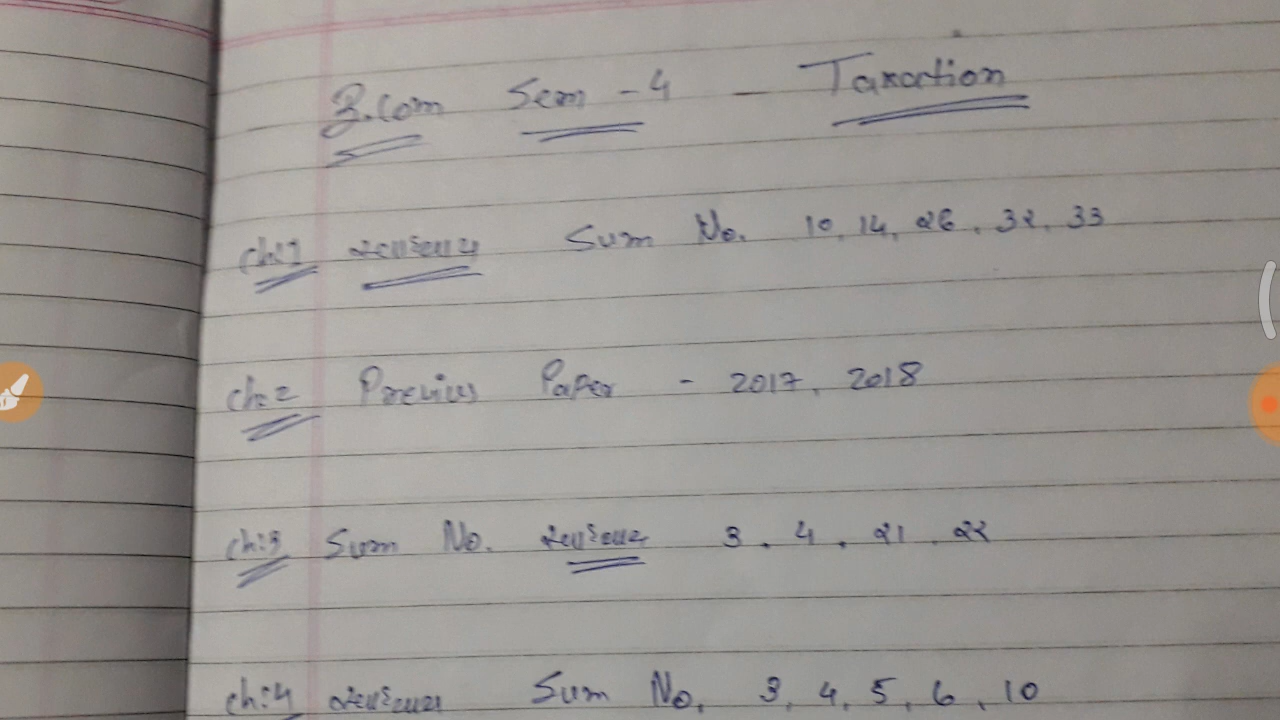 B.com Sem - 4 - Taxation
ch:1 સ્વાધ્યાય Sum No. 10, 14, 26, 32, 33
ch:2 Previus Paper - 2017, 2018
ch:3 Sum No. સ્વાધ્યાય 3, 4, 21, 22
ch:4 સ્વાધ્યાય Sum No, 3, 4, 5, 6, 10